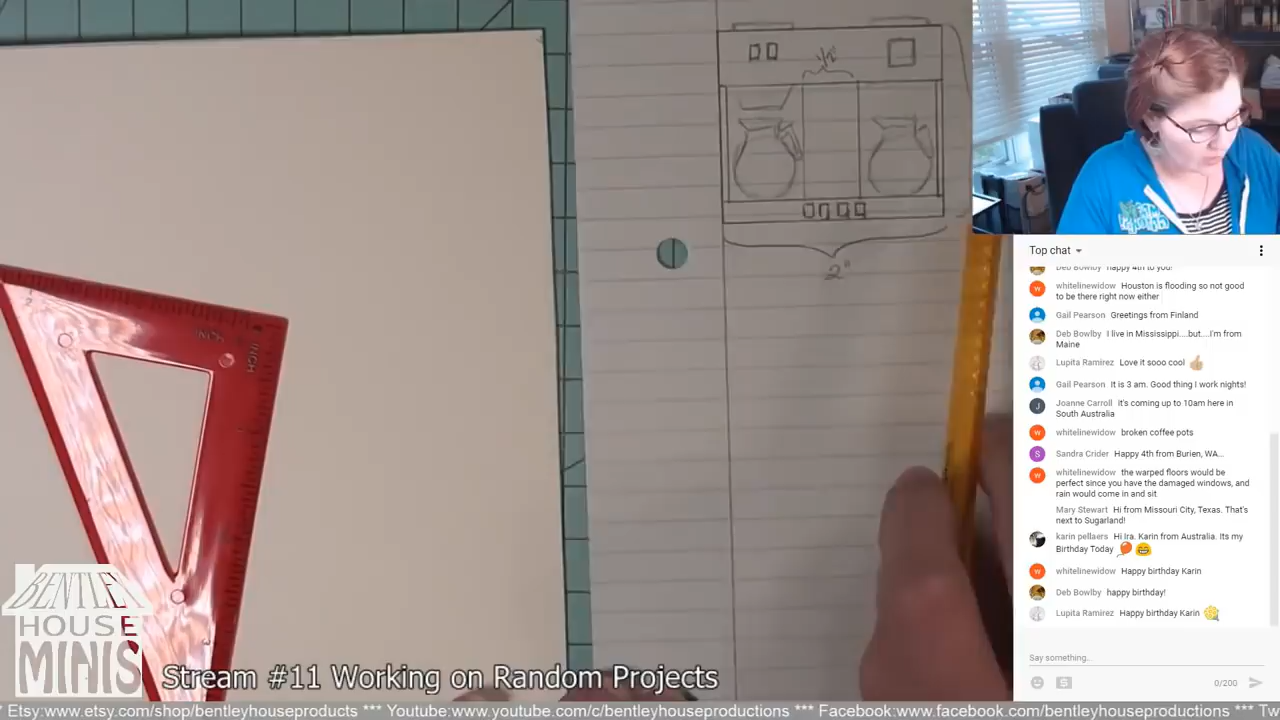 1/2"
2"
INCH
INCH
BENTLEY
HOUSE
MINIS
Stream #11 Working on Random Projects
* Etsy:www.etsy.com/shop/bentleyhouseproducts *** Youtube:www.youtube.com/c/bentleyhouseproductions *** Facebook:www.facebook.com/bentleyhouseproductions *** Tw
Top chat
Deb Bowlby happy 4th to you!
whitelinewidow Houston is flooding so not good
to be there right now either
Gail Pearson Greetings from Finland
Deb Bowlby I live in Mississippi....but....I'm from
Maine
Lupita Ramirez Love it sooo cool 👍🏼
Gail Pearson It is 3 am. Good thing I work nights!
Joanne Carroll it's coming up to 10am here in
South Australia
whitelinewidow broken coffee pots
Sandra Crider Happy 4th from Burien, WA...
whitelinewidow the warped floors would be
perfect since you have the damaged windows, and
rain would come in and sit
Mary Stewart Hi from Missouri City, Texas. That's
next to Sugarland!
karin pellaers Hi Ira. Karin from Australia. Its my
Birthday Today 🎈😂
whitelinewidow Happy birthday Karin
Deb Bowlby happy birthday!
Lupita Ramirez Happy birthday Karin
Say something...
0/200